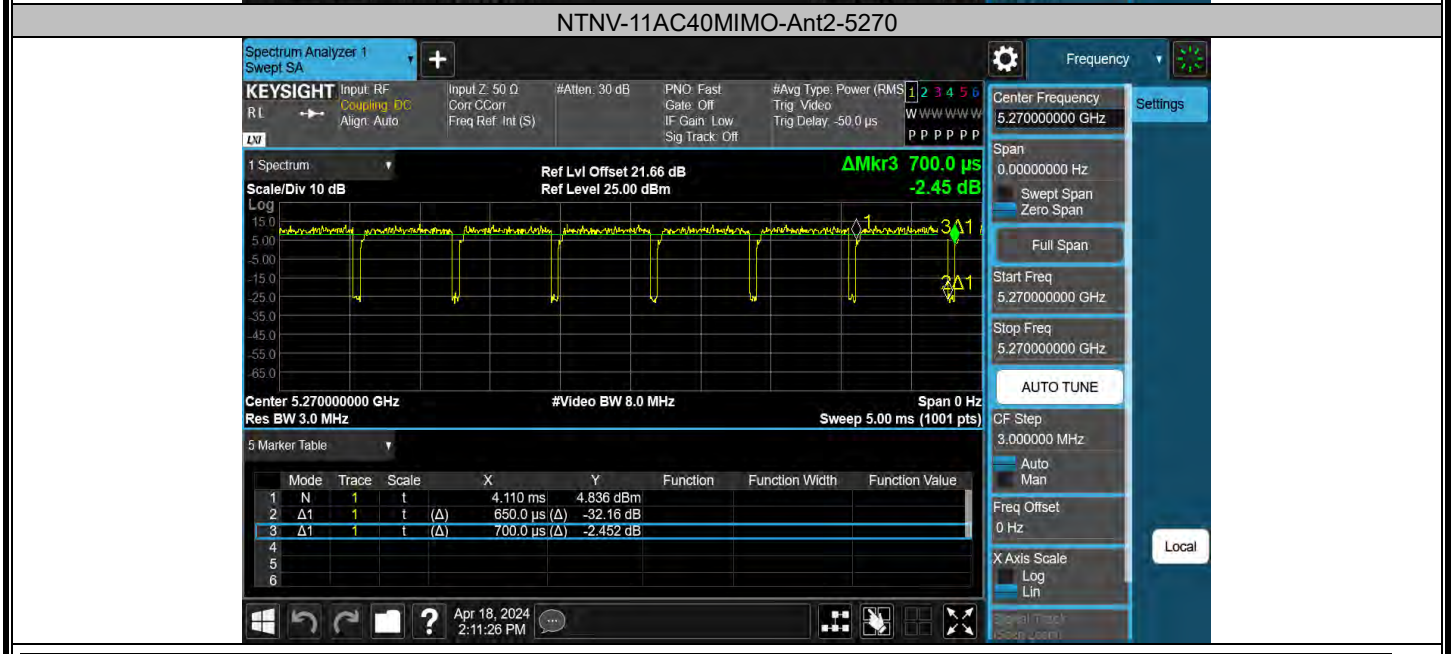 NTNV-11AC40MIMO-Ant2-5270
Spectrum Analyzer 1
Swept SA
Frequency
KEYSIGHT
RL
LXI
Input: RF
Coupling: DC
Align: Auto
Input Z: 50 Ω
Corr CCorr
Freq Ref: Int (S)
#Atten: 30 dB
PNO: Fast
Gate: Off
IF Gain: Low
Sig Track: Off
#Avg Type: Power (RMS
Trig: Video
Trig Delay: -50.0 µs
1 2 3 4 5 6
W W W W W W
P P P P P P
1 Spectrum
Scale/Div 10 dB
Ref Lvl Offset 21.66 dB
Ref Level 25.00 dBm
ΔMkr3 700.0 µs
-2.45 dB
Log
15.0
5.00
-5.00
-15.0
-25.0
-35.0
-45.0
-55.0
-65.0
1
3Δ1
2Δ1
Center 5.270000000 GHz
#Video BW 8.0 MHz
Span 0 Hz
Res BW 3.0 MHz
Sweep 5.00 ms (1001 pts)
5 Marker Table
Mode Trace Scale X Y Function Function Width Function Value
1 N 1 t 4.110 ms 4.836 dBm
2 Δ1 1 t (Δ) 650.0 µs (Δ) -32.16 dB
3 Δ1 1 t (Δ) 700.0 µs (Δ) -2.452 dB
4
5
6
Apr 18, 2024
2:11:26 PM
Center Frequency
5.270000000 GHz
Settings
Span
0.00000000 Hz
Swept Span
Zero Span
Full Span
Start Freq
5.270000000 GHz
Stop Freq
5.270000000 GHz
AUTO TUNE
CF Step
3.000000 MHz
Auto
Man
Freq Offset
0 Hz
X Axis Scale
Log
Lin
Local
Signal Track
(Span Zoom)